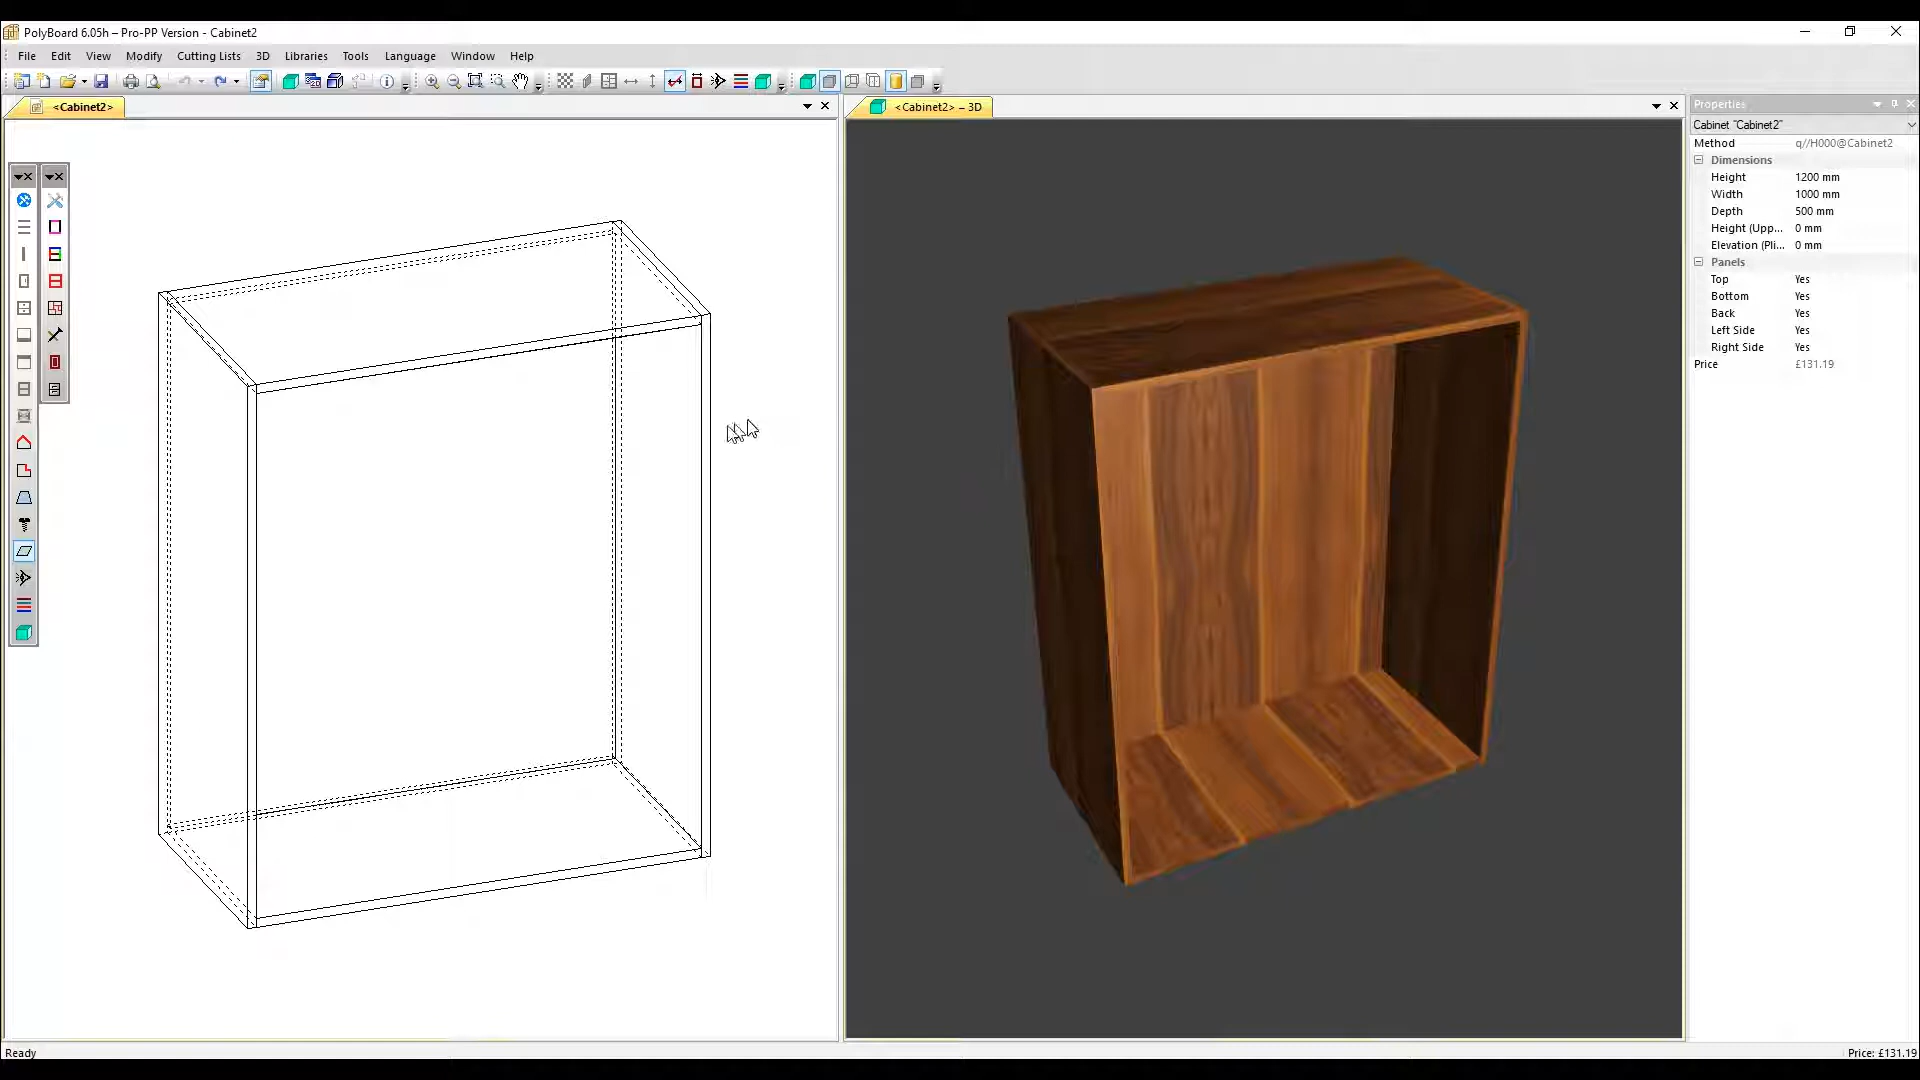 PolyBoard 6.05h – Pro-PP Version - Cabinet2
File Edit View Modify Cutting Lists 3D Libraries Tools Language Window Help
<Cabinet2>
<Cabinet2> – 3D
Properties
Cabinet "Cabinet2"
Method q//H000@Cabinet2
Dimensions
Height 1200 mm
Width 1000 mm
Depth 500 mm
Height (Upp... 0 mm
Elevation (Pli... 0 mm
Panels
Top Yes
Bottom Yes
Back Yes
Left Side Yes
Right Side Yes
Price £131.19
Ready
Price: £131.19